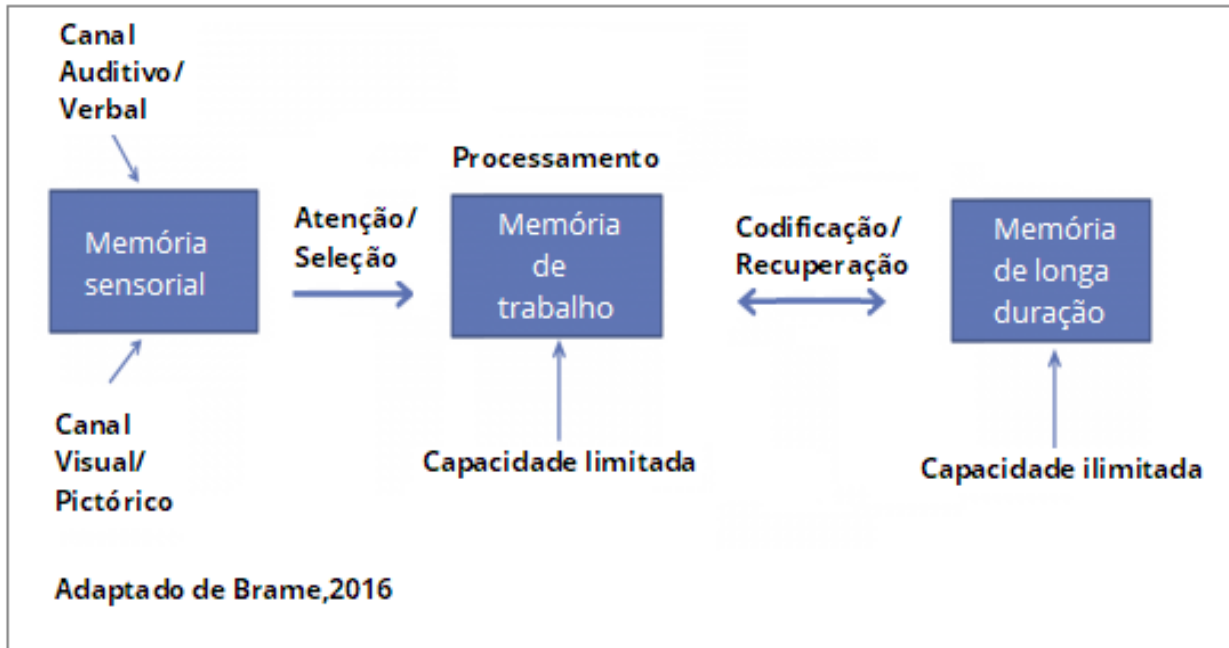 Canal
Auditivo/
Verbal
Processamento
Memória
sensorial
Atenção/
Seleção
Memória
de
trabalho
Codificação/
Recuperação
Memória
de longa
duração
Canal
Visual/
Pictórico
Capacidade limitada
Capacidade ilimitada
Adaptado de Brame,2016